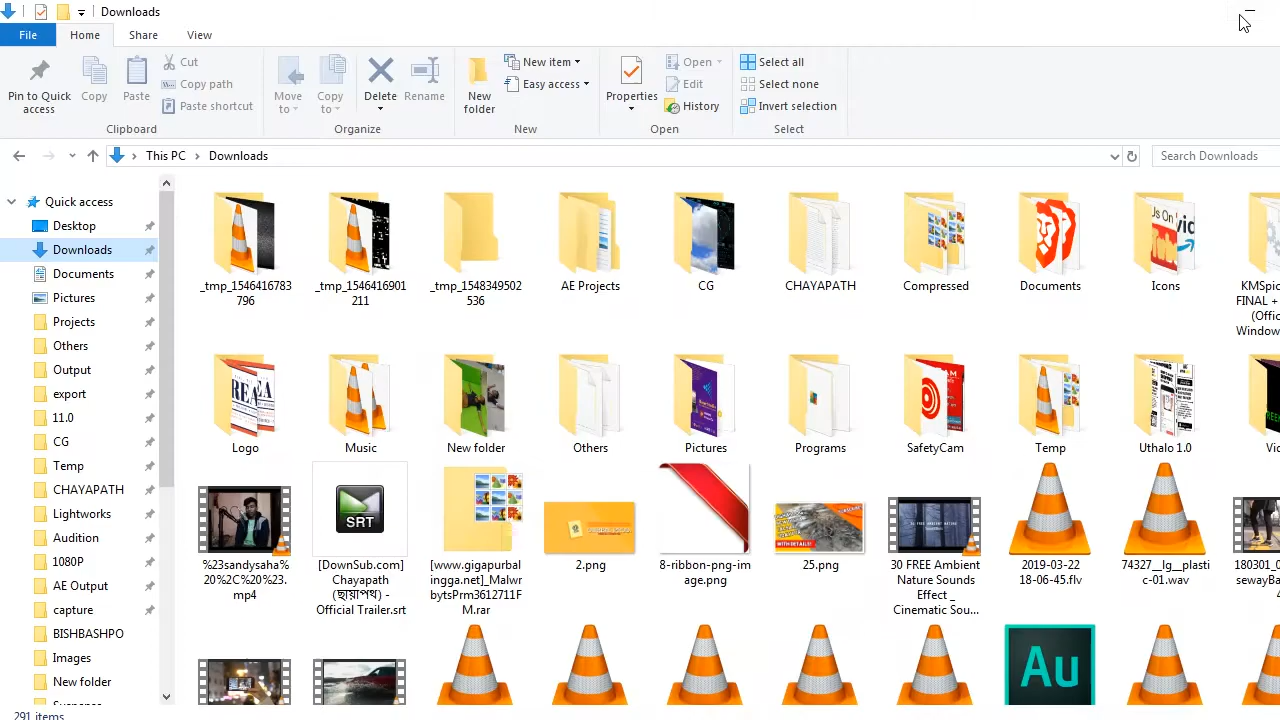 Downloads
File Home Share View
Pin to Quick access
Copy
Paste
Cut
Copy path
Paste shortcut
Clipboard
Move to
Copy to
Delete
Rename
Organize
New folder
New item
Easy access
New
Properties
Open
Edit
History
Open
Select all
Select none
Invert selection
Select
This PC Downloads
Search Downloads
Quick access
Desktop
Downloads
Documents
Pictures
Projects
Others
Output
export
11.0
CG
Temp
CHAYAPATH
Lightworks
Audition
1080P
AE Output
capture
BISHBASHPO
Images
New folder
291 items
_tmp_1546416783
796
_tmp_1546416901
211
_tmp_1548349502
536
AE Projects
CG
CHAYAPATH
Compressed
Documents
Icons
KMSpic
FINAL +
(Offic
Window
Logo
Music
New folder
Others
Pictures
Programs
SafetyCam
Temp
Uthalo 1.0
Vic
%23sandysaha%
20%2C%20%23.
mp4
SRT
[DownSub.com]
Chayapath
(ছায়াপথ) -
Official Trailer.srt
[www.gigapurbal
ingga.net]_Malwr
bytsPrm3612711F
M.rar
2.png
8-ribbon-png-im
age.png
25.png
30 FREE Ambient
Nature Sounds
Effect _
Cinematic Sou...
2019-03-22
18-06-45.flv
74327__lg__plasti
c-01.wav
180301_0
sewayBa
Au